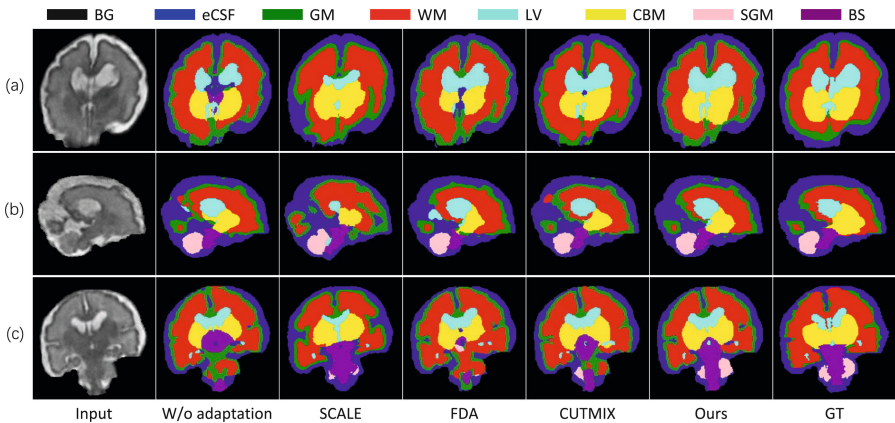 BG eCSF GM WM LV CBM SGM BS
(a)
(b)
(c)
Input W/o adaptation SCALE FDA CUTMIX Ours GT